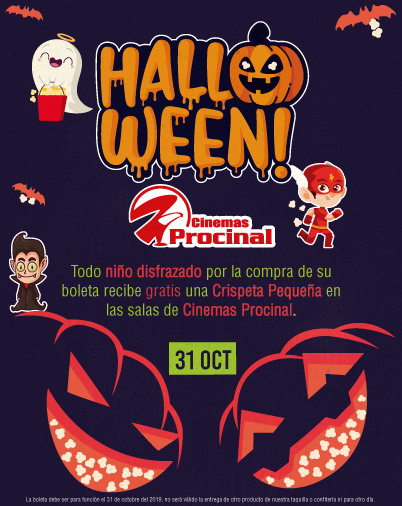 HALLO
WEEN!
Cinemas
Procinal
Todo niño disfrazado por la compra de su
boleta recibe gratis una Crispeta Pequeña en
las salas de Cinemas Procinal.
31 OCT
La boleta debe ser para función el 31 de octubre del 2019, no será válido la entrega de otro producto de nuestra taquilla o confitería ni para otro día.